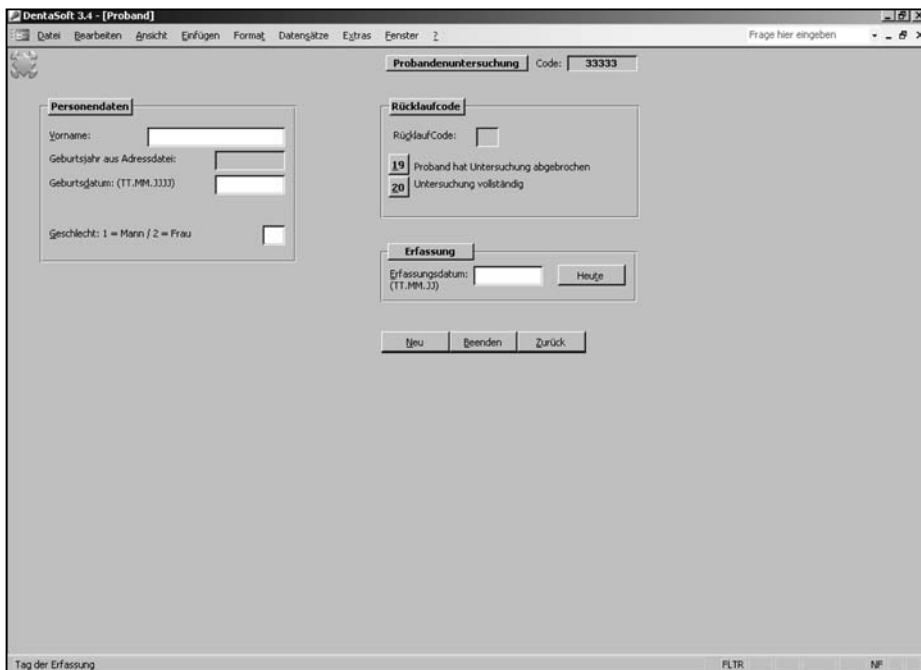 DentaSoft 3.4 - [Proband]
Datei Bearbeiten Ansicht Einfügen Format Datensätze Extras Fenster ? Frage hier eingeben
Probandenuntersuchung Code: 33333
Personendaten
Vorname:
Geburtsjahr aus Adressdatei:
Geburtsdatum: (TT.MM.JJJJ)
Geschlecht: 1 = Mann / 2 = Frau
Rücklaufcode
RücklaufCode:
19 Proband hat Untersuchung abgebrochen
20 Untersuchung vollständig
Erfassung
Erfassungsdatum:
(TT.MM.JJ)
Heute
Neu Beenden Zurück
Tag der Erfassung FLTR NF